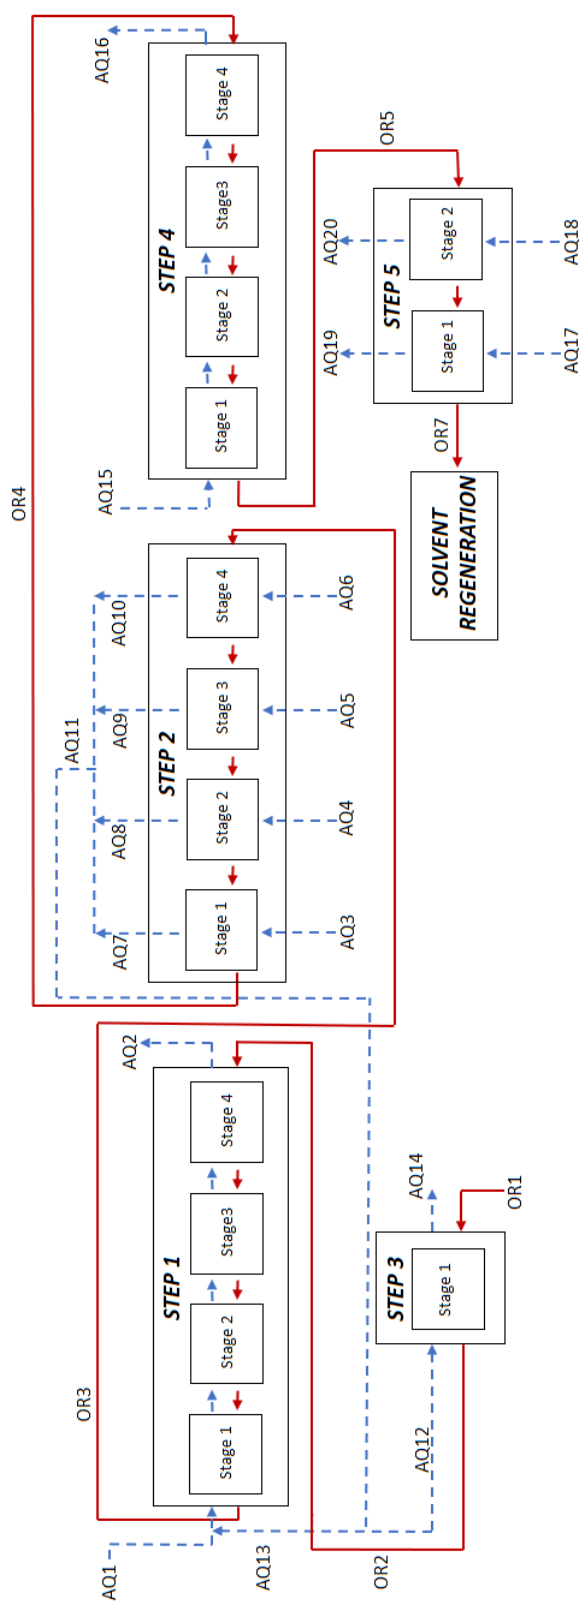 OR4
OR3
AQ11
AQ1
AQ2
AQ7
AQ8
AQ9
AQ10
AQ15
AQ16
STEP 1
Stage 1
Stage 2
Stage3
Stage 4
STEP 2
Stage 1
Stage 2
Stage 3
Stage 4
STEP 4
Stage 1
Stage 2
Stage3
Stage 4
AQ13
AQ3
AQ4
AQ5
AQ6
OR2
AQ12
STEP 3
Stage 1
AQ14
OR1
SOLVENT
REGENERATION
OR7
AQ19
AQ20
OR5
STEP 5
Stage 1
Stage 2
AQ17
AQ18